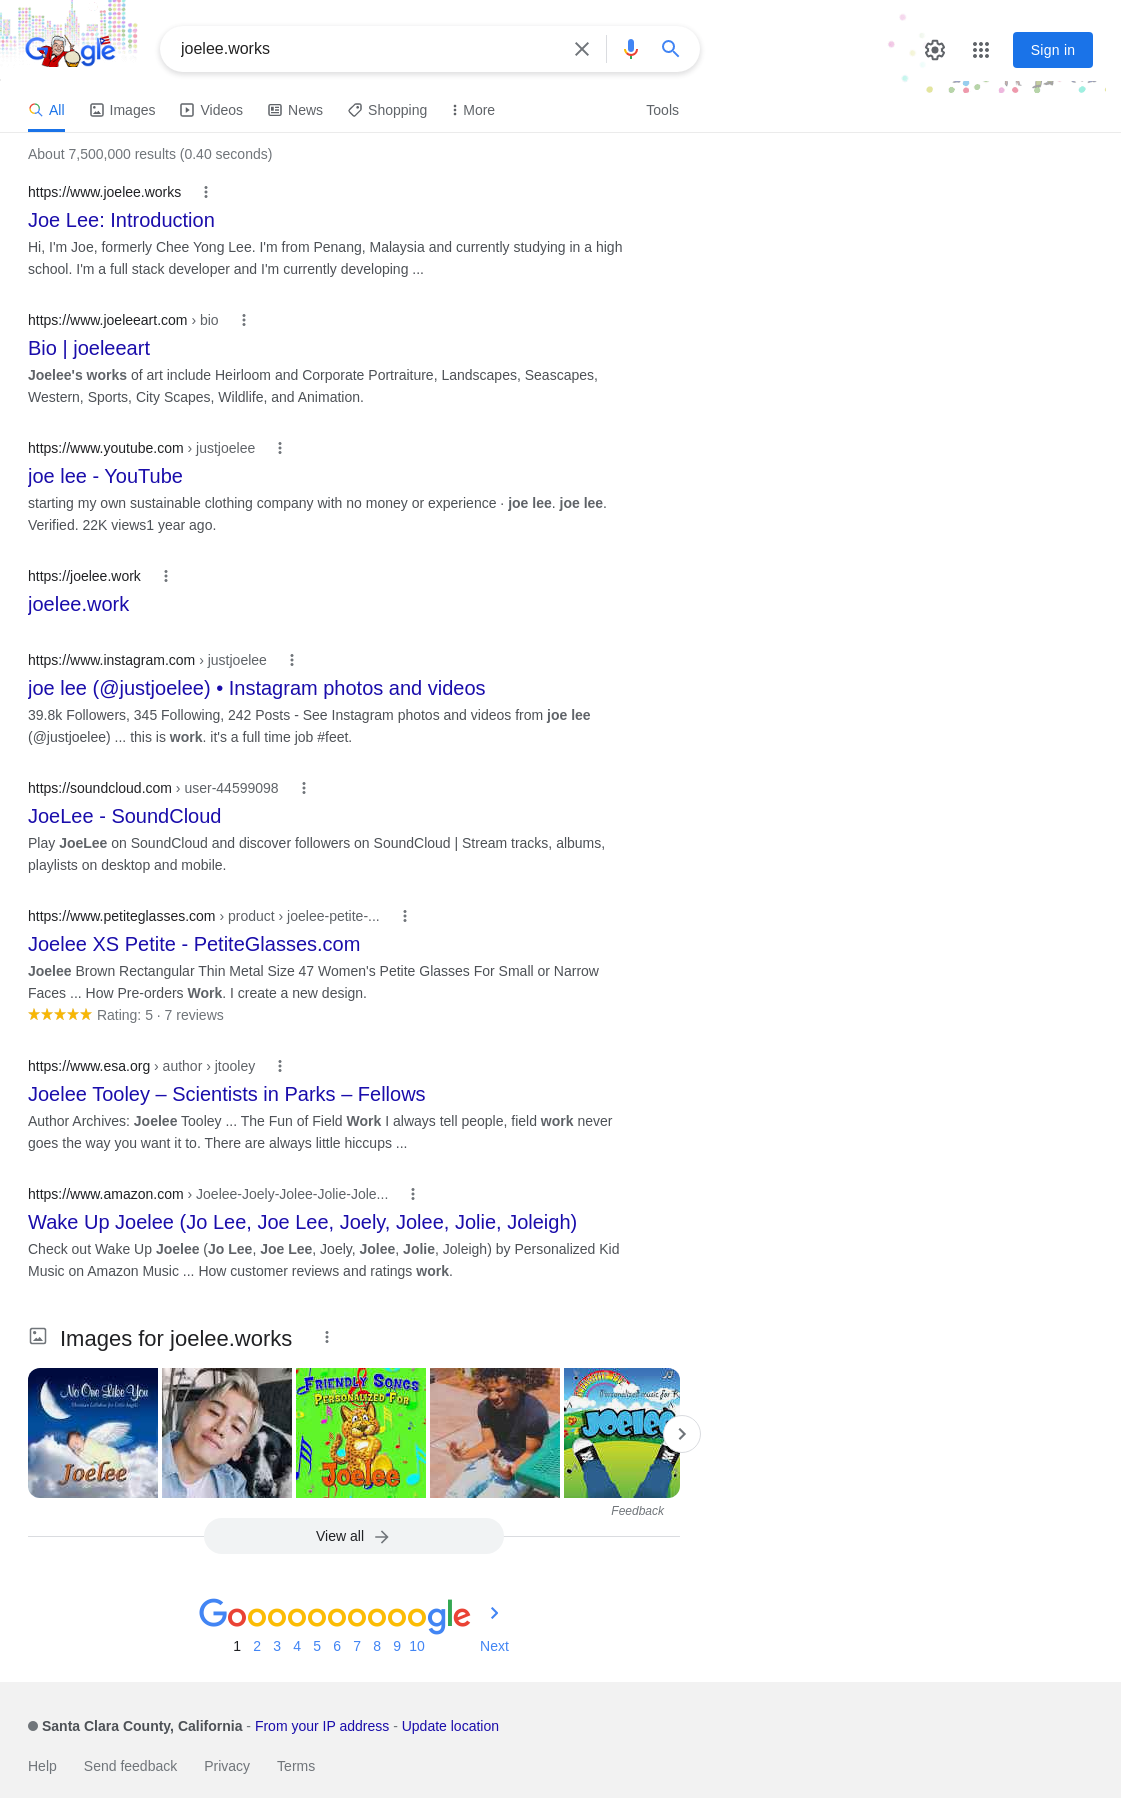 Google
joelee.works
Sign in
All
Images
Videos
News
Shopping
More
Tools
About 7,500,000 results (0.40 seconds)
https://www.joelee.works
Joe Lee: Introduction
Hi, I'm Joe, formerly Chee Yong Lee. I'm from Penang, Malaysia and currently studying in a high
school. I'm a full stack developer and I'm currently developing ...
https://www.joeleeart.com › bio
Bio | joeleeart
Joelee's works of art include Heirloom and Corporate Portraiture, Landscapes, Seascapes,
Western, Sports, City Scapes, Wildlife, and Animation.
https://www.youtube.com › justjoelee
joe lee - YouTube
starting my own sustainable clothing company with no money or experience · joe lee. joe lee.
Verified. 22K views1 year ago.
https://joelee.work
joelee.work
https://www.instagram.com › justjoelee
joe lee (@justjoelee) • Instagram photos and videos
39.8k Followers, 345 Following, 242 Posts - See Instagram photos and videos from joe lee
(@justjoelee) ... this is work. it's a full time job #feet.
https://soundcloud.com › user-44599098
JoeLee - SoundCloud
Play JoeLee on SoundCloud and discover followers on SoundCloud | Stream tracks, albums,
playlists on desktop and mobile.
https://www.petiteglasses.com › product › joelee-petite-...
Joelee XS Petite - PetiteGlasses.com
Joelee Brown Rectangular Thin Metal Size 47 Women's Petite Glasses For Small or Narrow
Faces ... How Pre-orders Work. I create a new design.
Rating: 5 · 7 reviews
https://www.esa.org › author › jtooley
Joelee Tooley – Scientists in Parks – Fellows
Author Archives: Joelee Tooley ... The Fun of Field Work I always tell people, field work never
goes the way you want it to. There are always little hiccups ...
https://www.amazon.com › Joelee-Joely-Jolee-Jolie-Jole...
Wake Up Joelee (Jo Lee, Joe Lee, Joely, Jolee, Jolie, Joleigh)
Check out Wake Up Joelee (Jo Lee, Joe Lee, Joely, Jolee, Jolie, Joleigh) by Personalized Kid
Music on Amazon Music ... How customer reviews and ratings work.
Images for joelee.works
No One Like You
Christian Lullabies for Little Angels
Joelee
Friendly Songs
Personalized For
Joelee
Personalized music for K
Joelee
Feedback
View all
Goooooooooogle
1 2 3 4 5 6 7 8 9 10 Next
Santa Clara County, California - From your IP address - Update location
Help Send feedback Privacy Terms